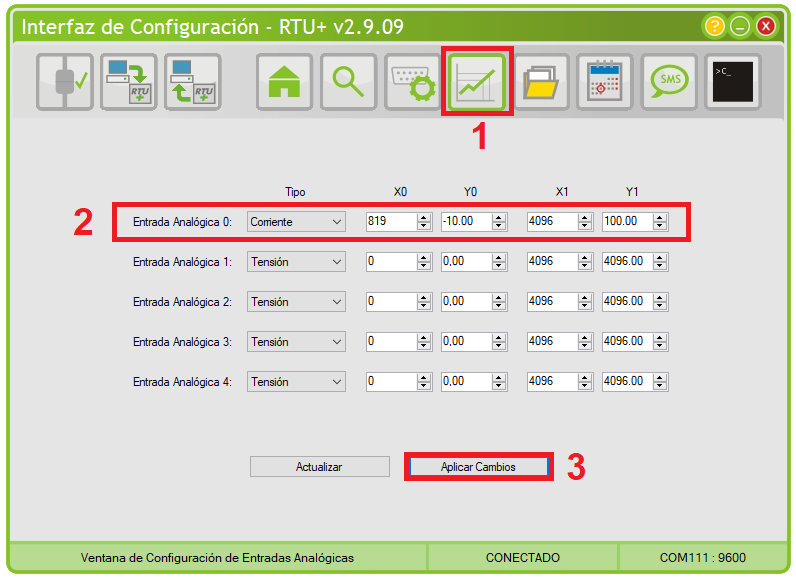 Interfaz de Configuración - RTU+ v2.9.09
?
RTU
RTU
SMS
>C_
1
Tipo X0 Y0 X1 Y1
2
Entrada Analógica 0: Corriente 819 -10.00 4096 100.00
Entrada Analógica 1: Tensión 0 0,00 4096 4096.00
Entrada Analógica 2: Tensión 0 0,00 4096 4096.00
Entrada Analógica 3: Tensión 0 0,00 4096 4096.00
Entrada Analógica 4: Tensión 0 0,00 4096 4096.00
Actualizar Aplicar Cambios 3
Ventana de Configuración de Entradas Analógicas CONECTADO COM111 : 9600